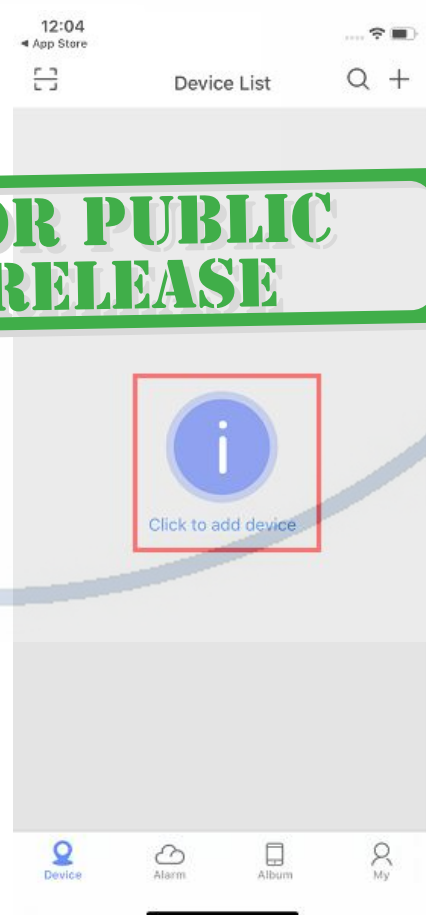 12:04
◀ App Store
Device List
OR PUBLIC
RELEASE
i
Click to add device
Device
Alarm
Album
My